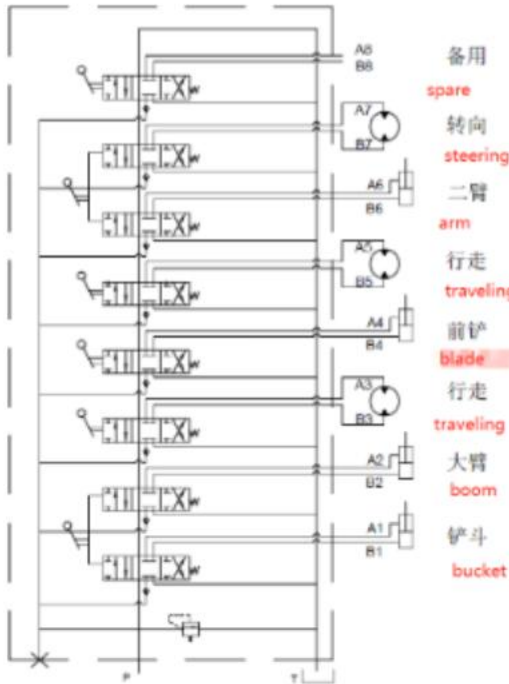 A8
B8
备用
spare
A7
B7
转向
steering
A6
B6
二臂
arm
A5
B5
行走
traveling
A4
B4
前铲
blade
A3
B3
行走
traveling
A2
B2
大臂
boom
A1
B1
铲斗
bucket
P
T